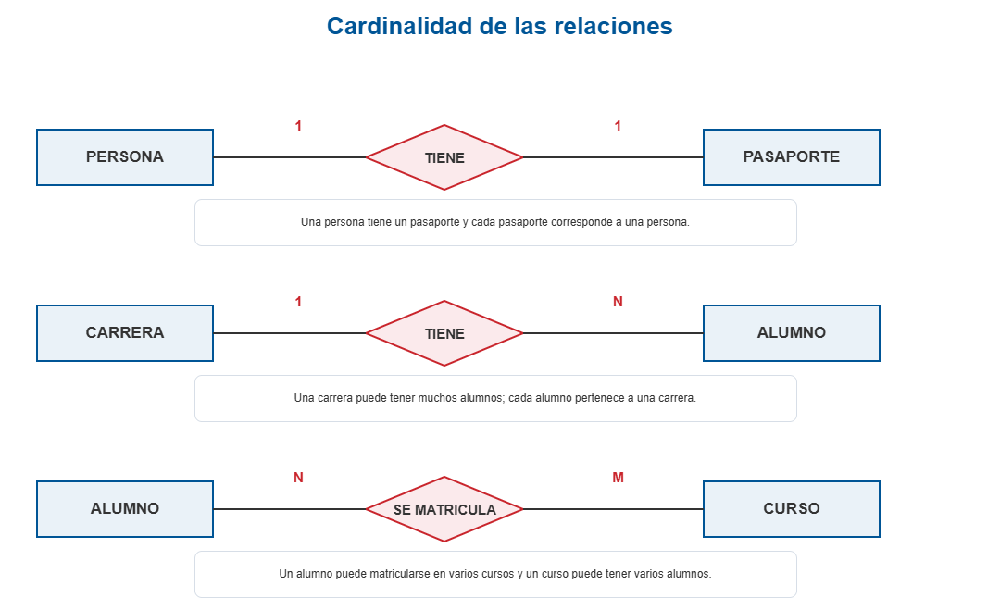 Cardinalidad de las relaciones
1
1
PERSONA
TIENE
PASAPORTE
Una persona tiene un pasaporte y cada pasaporte corresponde a una persona.
1
N
CARRERA
TIENE
ALUMNO
Una carrera puede tener muchos alumnos; cada alumno pertenece a una carrera.
N
M
ALUMNO
SE MATRICULA
CURSO
Un alumno puede matricularse en varios cursos y un curso puede tener varios alumnos.